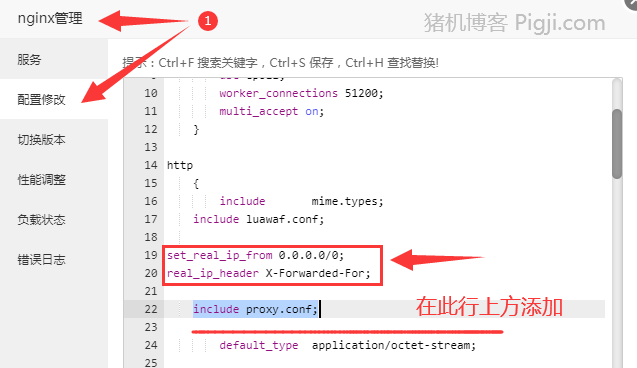 nginx管理
1
猪机博客 Pigji.com
服务
配置修改
切换版本
性能调整
负载状态
错误日志
提示：Ctrl+F 搜索关键字，Ctrl+S 保存，Ctrl+H 查找替换!
10 worker_connections 51200;
11 multi_accept on;
12 }
13
14 http
15 {
16 include mime.types;
17 include luawaf.conf;
18
19 set_real_ip_from 0.0.0.0/0;
20 real_ip_header X-Forwarded-For;
21
22 include proxy.conf;
在此行上方添加
23
24 default_type application/octet-stream;
25